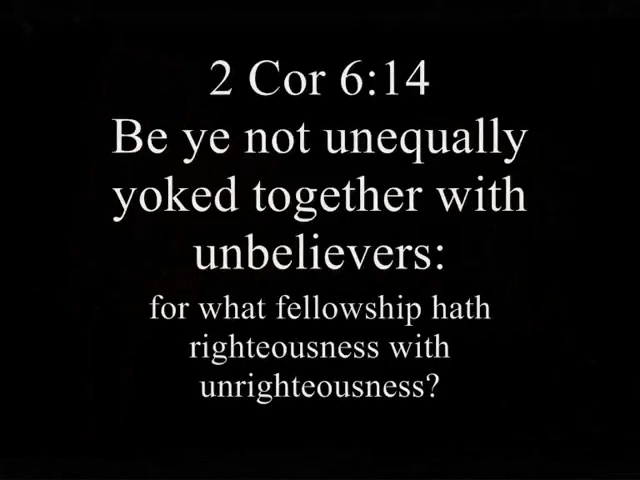 2 Cor 6:14
Be ye not unequally
yoked together with
unbelievers:
for what fellowship hath
righteousness with
unrighteousness?